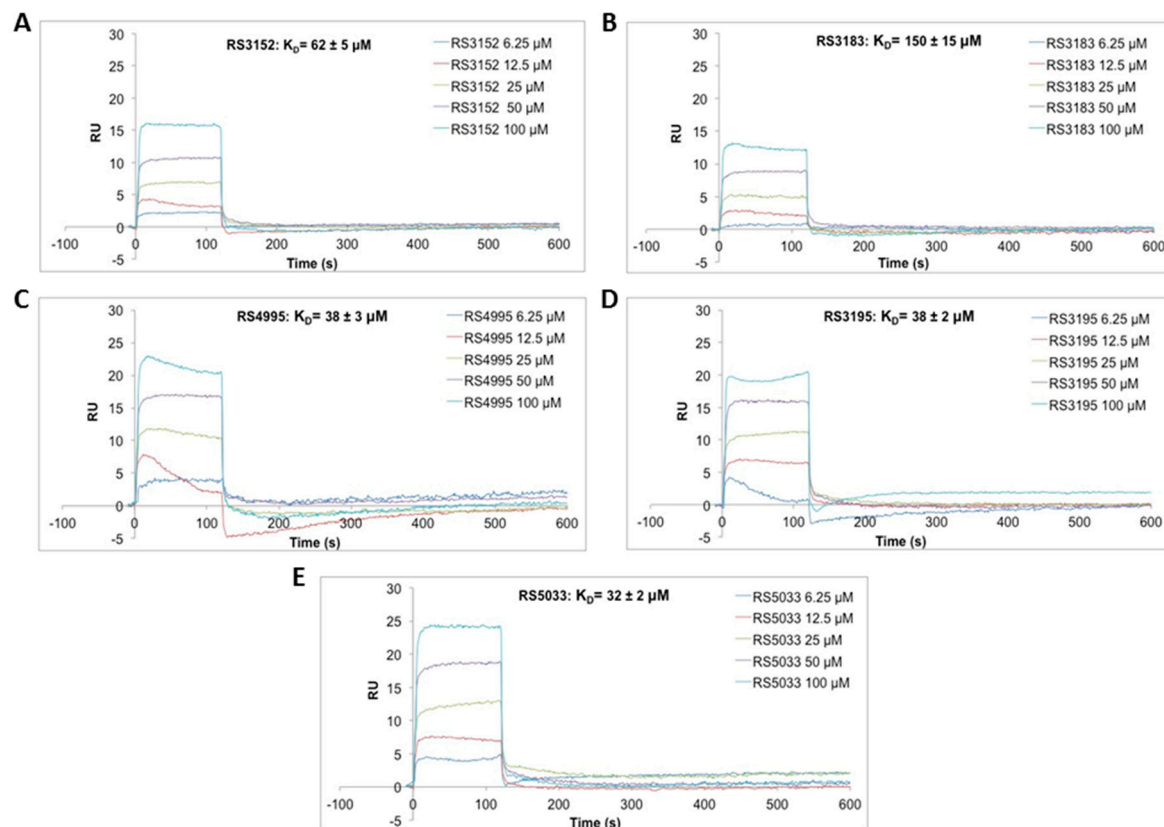 A
RS3152: KD= 62 ± 5 µM
RS3152 6.25 µM
RS3152 12.5 µM
RS3152 25 µM
RS3152 50 µM
RS3152 100 µM
30
25
20
15
10
5
0
-5
RU
-100 0 100 200 300 400 500 600
Time (s)
B
RS3183: KD= 150 ± 15 µM
RS3183 6.25 µM
RS3183 12.5 µM
RS3183 25 µM
RS3183 50 µM
RS3183 100 µM
30
25
20
15
10
5
0
-5
RU
-100 0 100 200 300 400 500 600
Time (s)
C
RS4995: KD= 38 ± 3 µM
RS4995 6.25 µM
RS4995 12.5 µM
RS4995 25 µM
RS4995 50 µM
RS4995 100 µM
30
25
20
15
10
5
0
-5
RU
-100 0 100 200 300 400 500 600
Time (s)
D
RS3195: KD= 38 ± 2 µM
RS3195 6.25 µM
RS3195 12.5 µM
RS3195 25 µM
RS3195 50 µM
RS3195 100 µM
30
25
20
15
10
5
0
-5
RU
-100 0 100 200 300 400 500 600
Time (s)
E
RS5033: KD= 32 ± 2 µM
RS5033 6.25 µM
RS5033 12.5 µM
RS5033 25 µM
RS5033 50 µM
RS5033 100 µM
30
25
20
15
10
5
0
-5
RU
-100 0 100 200 300 400 500 600
Time (s)